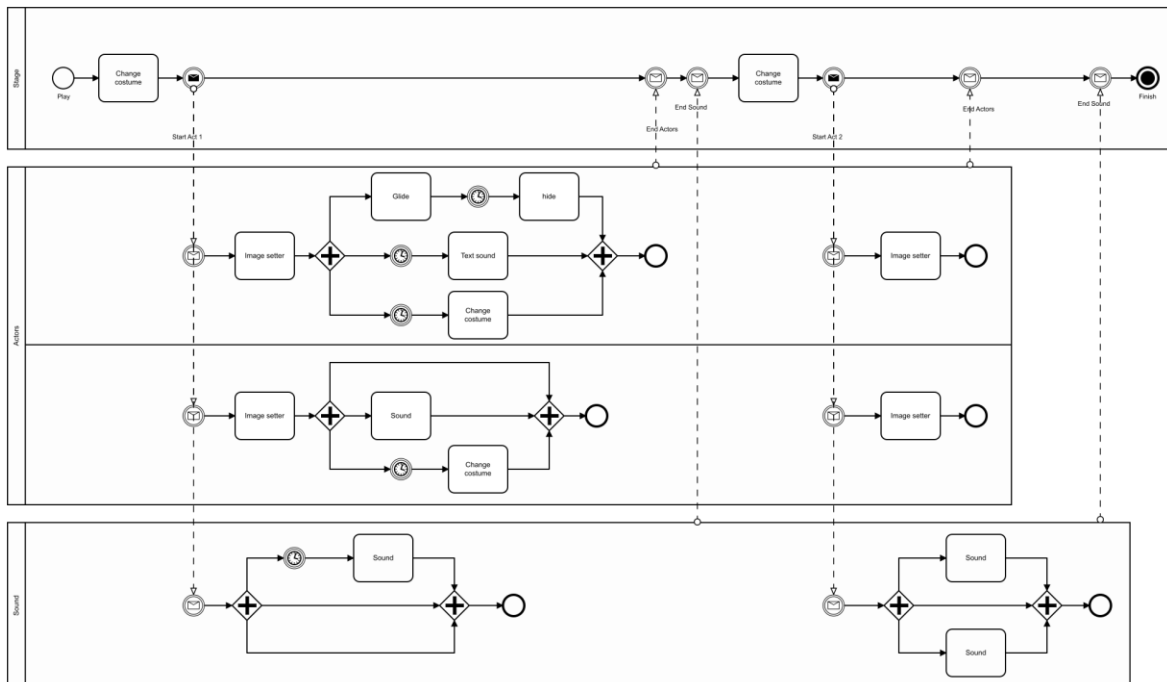 Stage
Play
Change
costume
Start Act 1
End Actors
End Sound
Change
costume
Start Act 2
End Actors
End Sound
Finish
Actors
Glide
hide
Image setter
Text sound
Change
costume
Image setter
Image setter
Sound
Change
costume
Image setter
Sound
Sound
Sound
Sound